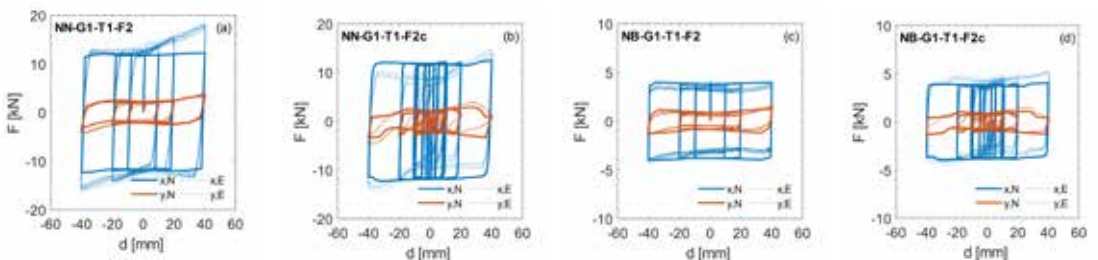 NN-G1-T1-F2 (a)
F [kN]
20
10
0
-10
-20
x,N x,E
y,N y,E
-60 -40 -20 0 20 40 60
d [mm]
NN-G1-T1-F2c (b)
F [kN]
20
10
0
-10
-20
x,N x,E
y,N y,E
-60 -40 -20 0 20 40 60
d [mm]
NB-G1-T1-F2 (c)
F [kN]
10
5
0
-5
-10
x,N x,E
y,N y,E
-60 -40 -20 0 20 40 60
d [mm]
NB-G1-T1-F2c (d)
F [kN]
10
5
0
-5
-10
x,N x,E
y,N y,E
-60 -40 -20 0 20 40 60
d [mm]